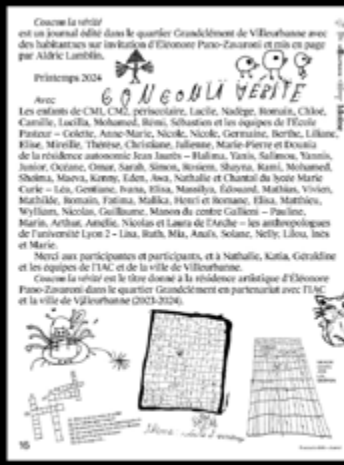 Coucou la vérité
est un journal édité dans le quartier Grandclément de Villeurbanne avec
des habitantes sur invitation d'Éléonore Pano-Zavaroni et mis en page
par Aldric Lamblin.
Printemps 2024
Avec
Les enfants de CM1, CM2, périscolaire, Lucile, Nadège, Romain, Chloé,
Camille, Lucilla, Mohamed, Rémi, Sébastien et les équipes de l'École
Pasteur – Colette, Anne-Marie, Nicole, Nicole, Germaine, Berthe, Liliane,
Elise, Mireille, Thérèse, Christiane, Julienne, Marie-Pierre et Dounia
de la résidence autonomie Jean Jaurès – Halima, Yanis, Salimou, Yannis,
Junior, Océane, Omar, Sarah, Simon, Rosiern, Shayna, Rami, Mohamed,
Sholma, Maeva, Kenny, Eden, Awa, Nathalie et Chantal du lycée Marie
Curie – Léa, Gentiane, Ivana, Elisa, Massilya, Édouard, Mathias, Vivien,
Mathilde, Romain, Fatima, Malika, Henri et Romane, Elisa, Matthieu,
William, Nicolas, Guillaume, Manon du centre Gallieni – Pauline,
Marin, Arthur, Amélie, Nicolas et Laura de l'Arche – les anthropologues
de l'université Lyon 2 – Lina, Ruth, Mia, Anaïs, Solane, Nelly, Lilou, Inès
et Marie.
Merci aux participantes et participants, et à Nathalie, Katia, Géraldine
et les équipes de l'IAC et de la ville de Villeurbanne.
Coucou la vérité est le titre donné à la résidence artistique d'Éléonore
Pano-Zavaroni dans le quartier Grandclément en partenariat avec l'IAC
et la ville de Villeurbanne (2023-2024).
16